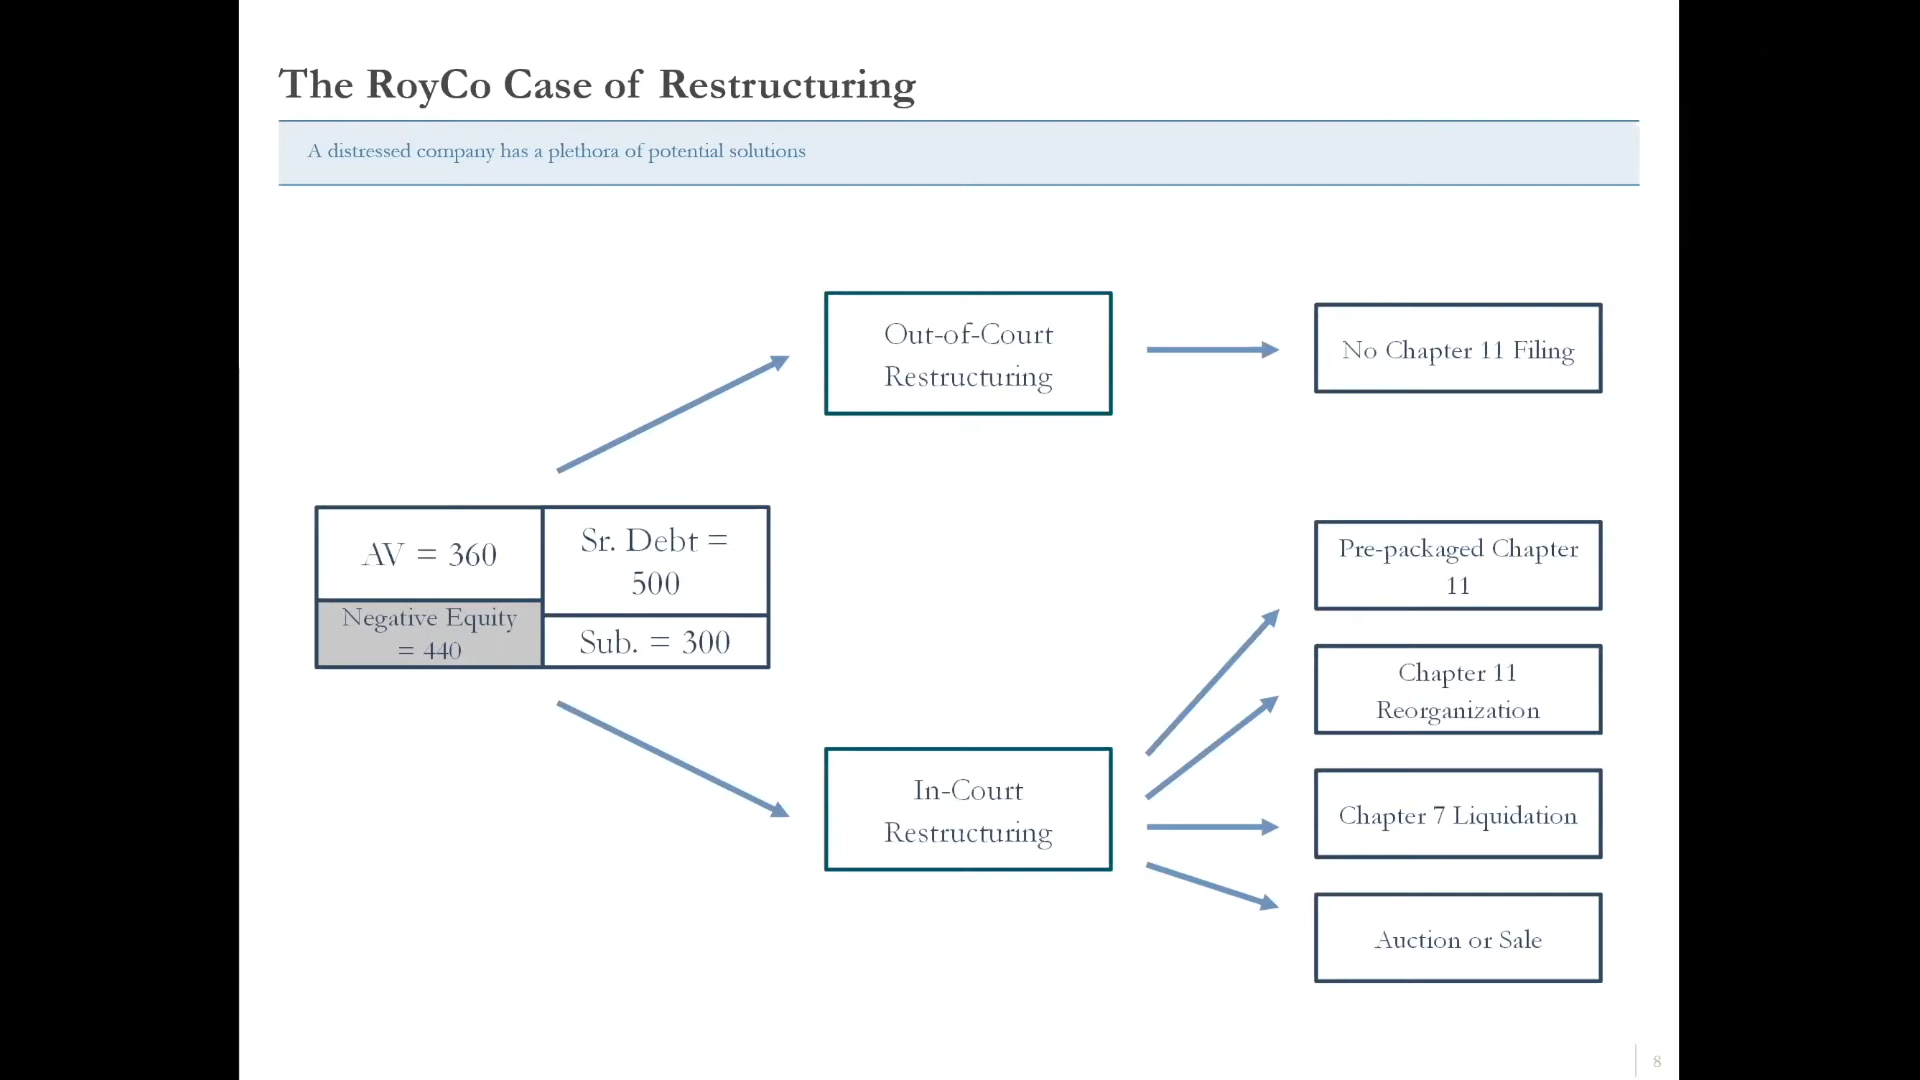 The RoyCo Case of Restructuring
A distressed company has a plethora of potential solutions
Out-of-Court
Restructuring
No Chapter 11 Filing
AV = 360
Negative Equity
= 440
Sr. Debt =
500
Sub. = 300
In-Court
Restructuring
Pre-packaged Chapter
11
Chapter 11
Reorganization
Chapter 7 Liquidation
Auction or Sale
8